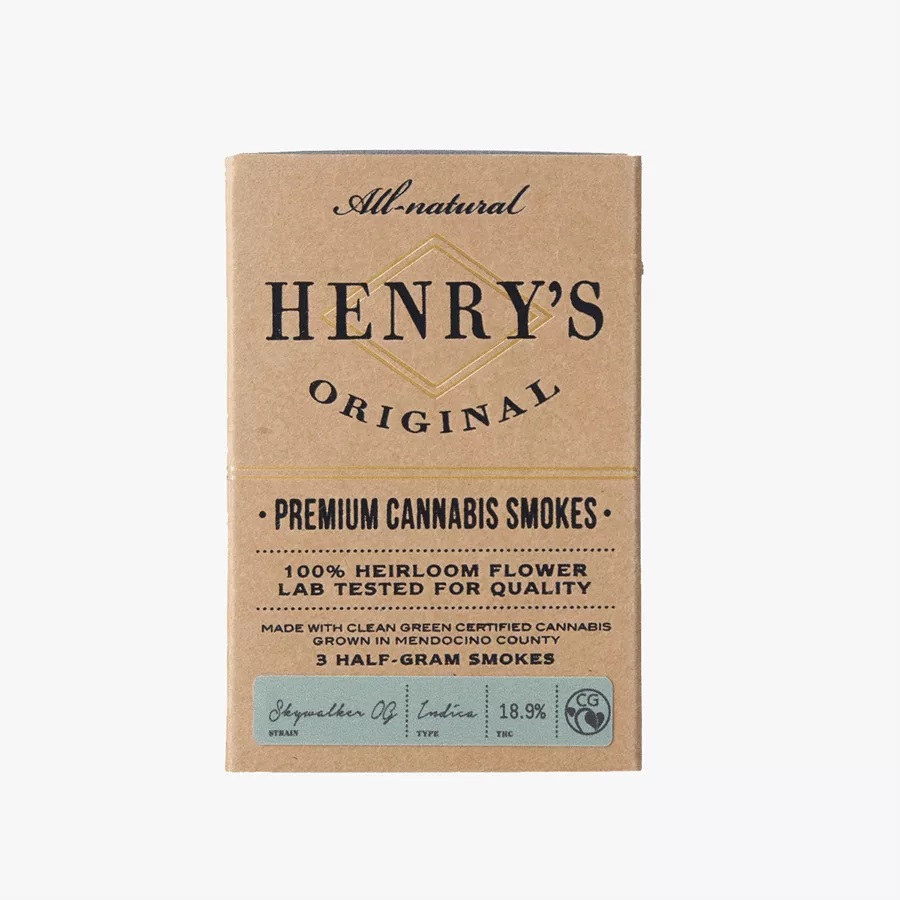 All-natural
HENRY'S
ORIGINAL
• PREMIUM CANNABIS SMOKES •
100% HEIRLOOM FLOWER
LAB TESTED FOR QUALITY
MADE WITH CLEAN GREEN CERTIFIED CANNABIS
GROWN IN MENDOCINO COUNTY
3 HALF-GRAM SMOKES
Skywalker OG Indica 18.9% CG
STRAIN TYPE THC